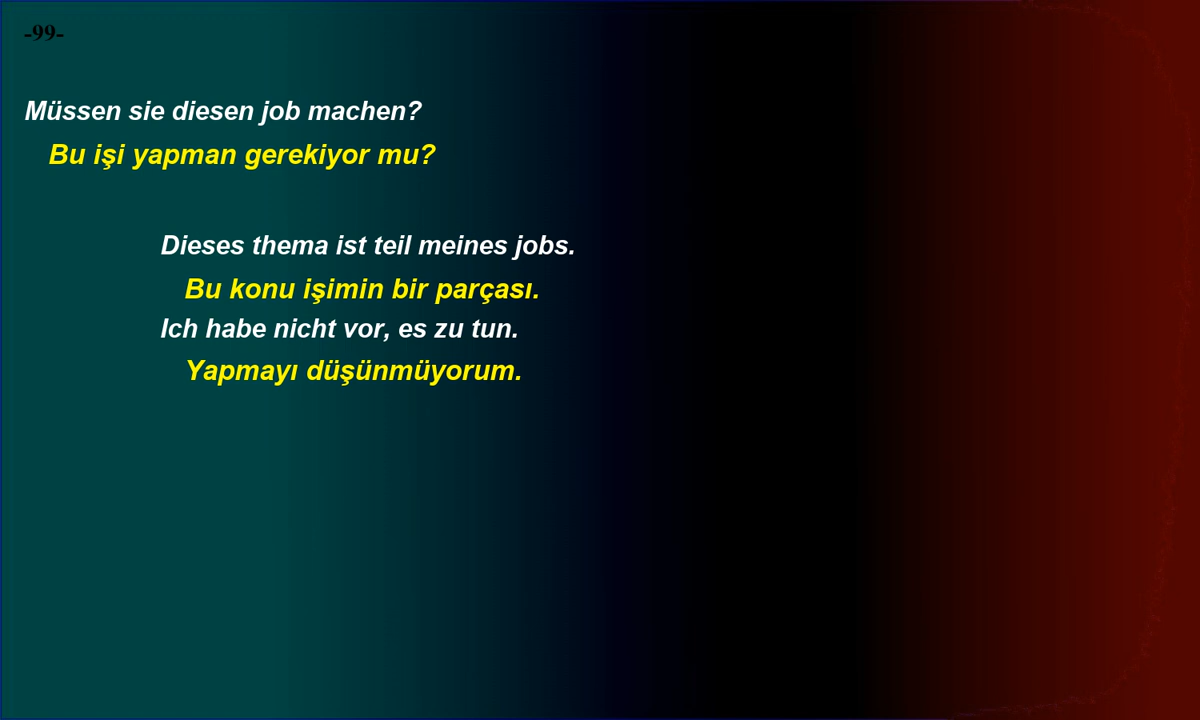 -99-
Müssen sie diesen job machen?
Bu işi yapman gerekiyor mu?
Dieses thema ist teil meines jobs.
Bu konu işimin bir parçası.
Ich habe nicht vor, es zu tun.
Yapmayı düşünmüyorum.